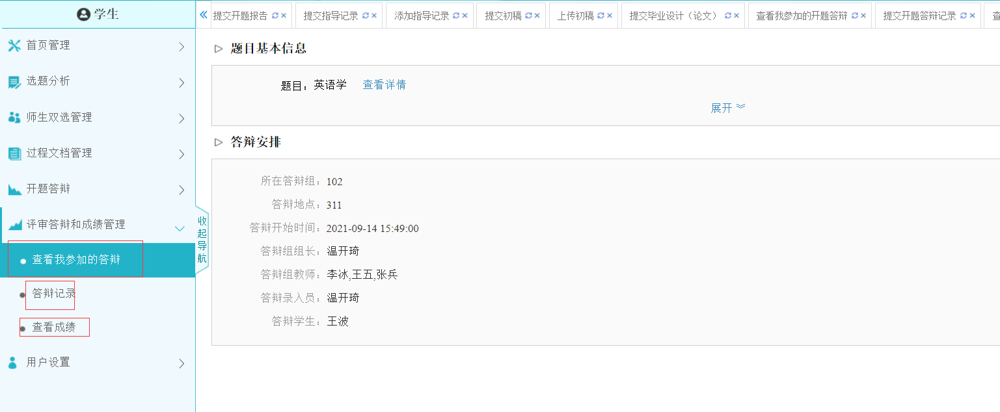 学生
首页管理
选题分析
师生双选管理
过程文档管理
开题答辩
评审答辩和成绩管理
查看我参加的答辩
答辩记录
查看成绩
用户设置
收起导航
提交开题报告 提交指导记录 添加指导记录 提交初稿 上传初稿 提交毕业设计（论文） 查看我参加的开题答辩 提交开题答辩记录 查
题目基本信息
题目：英语学 查看详情
展开
答辩安排
所在答辩组：102
答辩地点：311
答辩开始时间：2021-09-14 15:49:00
答辩组组长：温开琦
答辩组教师：李冰,王五,张兵
答辩录入员：温开琦
答辩学生：王波